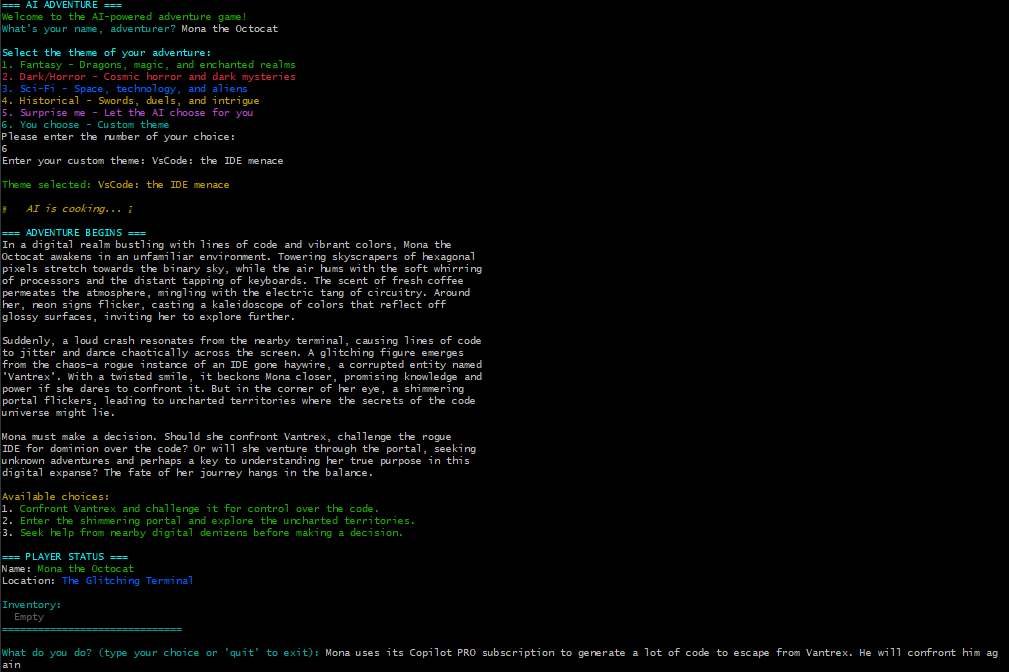 === AI ADVENTURE ===
Welcome to the AI-powered adventure game!
What's your name, adventurer? Mona the Octocat
Select the theme of your adventure:
1. Fantasy - Dragons, magic, and enchanted realms
2. Dark/Horror - Cosmic horror and dark mysteries
3. Sci-Fi - Space, technology, and aliens
4. Historical - Swords, duels, and intrigue
5. Surprise me - Let the AI choose for you
6. You choose - Custom theme
Please enter the number of your choice:
6
Enter your custom theme: VsCode: the IDE menace
Theme selected: VsCode: the IDE menace
AI is cooking...
=== ADVENTURE BEGINS ===
In a digital realm bustling with lines of code and vibrant colors, Mona the
Octocat awakens in an unfamiliar environment. Towering skyscrapers of hexagonal
pixels stretch towards the binary sky, while the air hums with the soft whirring
of processors and the distant tapping of keyboards. The scent of fresh coffee
permeates the atmosphere, mingling with the electric tang of circuitry. Around
her, neon signs flicker, casting a kaleidoscope of colors that reflect off
glossy surfaces, inviting her to explore further.
Suddenly, a loud crash resonates from the nearby terminal, causing lines of code
to jitter and dance chaotically across the screen. A glitching figure emerges
from the chaos—a rogue instance of an IDE gone haywire, a corrupted entity named
'Vantrex'. With a twisted smile, it beckons Mona closer, promising knowledge and
power if she dares to confront it. But in the corner of her eye, a shimmering
portal flickers, leading to uncharted territories where the secrets of the code
universe might lie.
Mona must make a decision. Should she confront Vantrex, challenge the rogue
IDE for dominion over the code? Or will she venture through the portal, seeking
unknown adventures and perhaps a key to understanding her true purpose in this
digital expanse? The fate of her journey hangs in the balance.
Available choices:
1. Confront Vantrex and challenge it for control over the code.
2. Enter the shimmering portal and explore the uncharted territories.
3. Seek help from nearby digital denizens before making a decision.
=== PLAYER STATUS ===
Name: Mona the Octocat
Location: The Glitching Terminal
Inventory:
Empty
==============================
What do you do? (type your choice or 'quit' to exit): Mona uses its Copilot PRO subscription to generate a lot of code to escape from Vantrex. He will confront him ag
ain